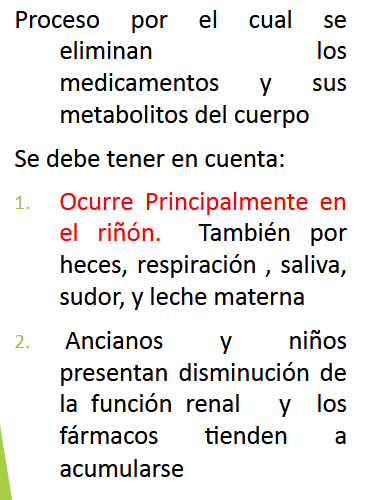 Proceso por el cual se
eliminan los
medicamentos y sus
metabolitos del cuerpo
Se debe tener en cuenta:
1. Ocurre Principalmente en
el riñón. También por
heces, respiración , saliva,
sudor, y leche materna
2. Ancianos y niños
presentan disminución de
la función renal y los
fármacos tienden a
acumularse